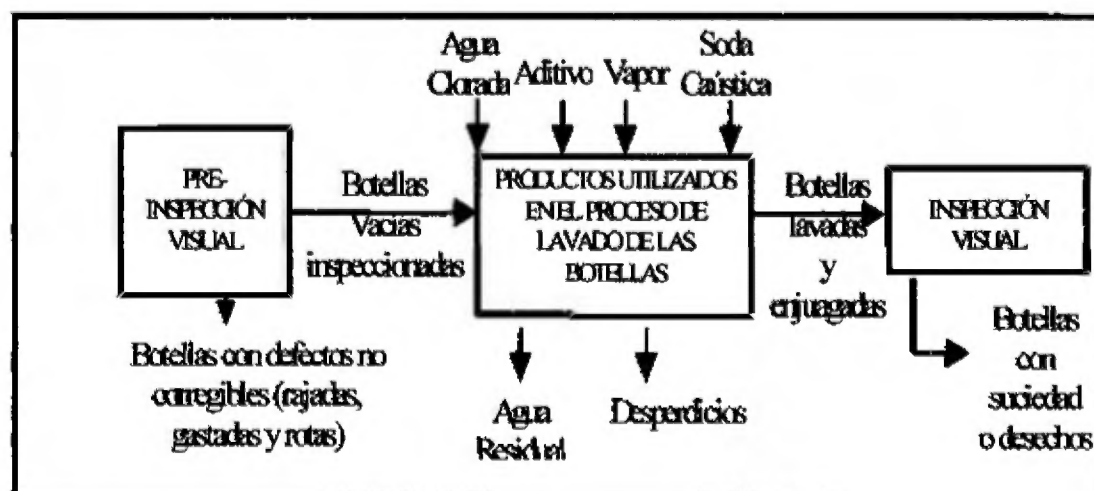 Agua
Clorada
Aditivo
Vapor
Soda
Caústica
PRE-
INSPECCIÓN
VISUAL
Botellas
Vacias
inspeccionadas
PRODUCTOS UTILIZADOS
EN EL PROCESO DE
LAVADO DE LAS
BOTELLAS
Botellas
lavadas
y
enjuagadas
INSPECCIÓN
VISUAL
Botellas con defectos no
corregibles (rajadas,
gastadas y rotas)
Agua
Residual
Desperdicios
Botellas
con
suciedad
o desechos